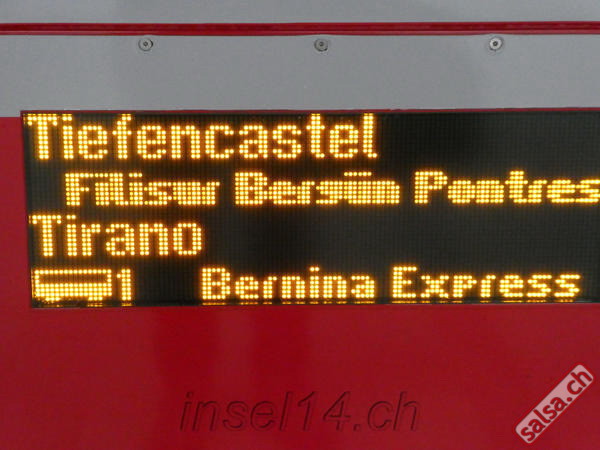 Tiefencastel
Filisur Bergün Pontres
Tirano
1 Bernina Express
insel14.ch
salsa.ch